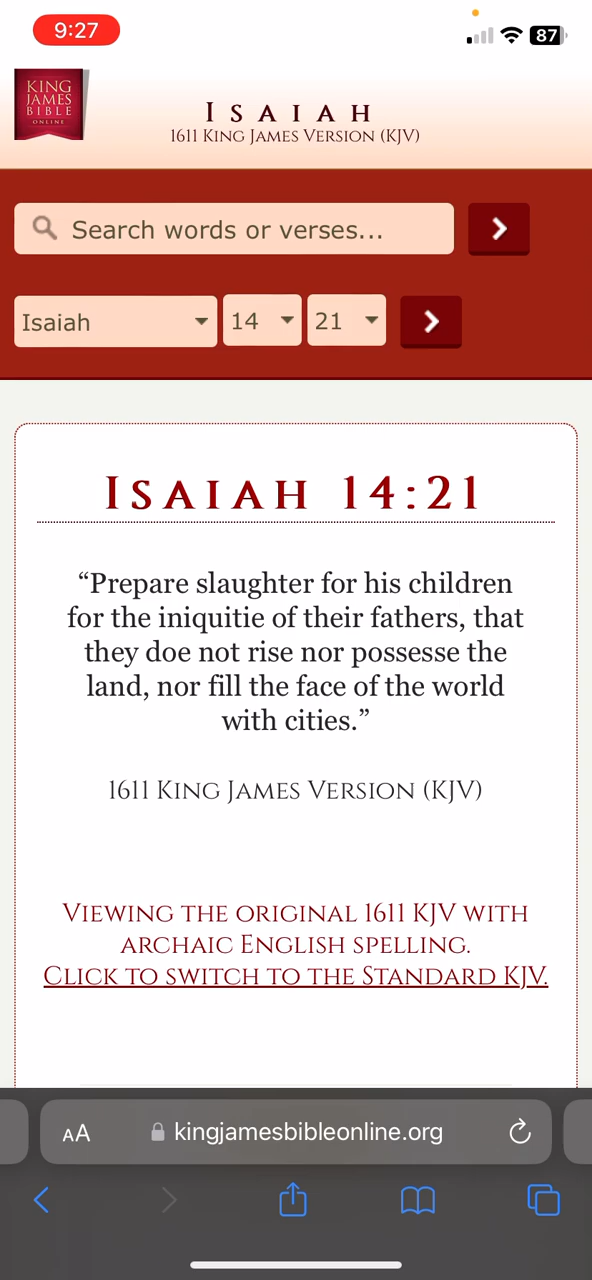 9:27
87
KING
JAMES
BIBLE
ONLINE
ISAIAH
1611 KING JAMES VERSION (KJV)
Search words or verses...
Isaiah
14
21
ISAIAH 14:21
“Prepare slaughter for his children
for the iniquitie of their fathers, that
they doe not rise nor possesse the
land, nor fill the face of the world
with cities.”
1611 KING JAMES VERSION (KJV)
VIEWING THE ORIGINAL 1611 KJV WITH
ARCHAIC ENGLISH SPELLING.
CLICK TO SWITCH TO THE STANDARD KJV.
AA
kingjamesbibleonline.org